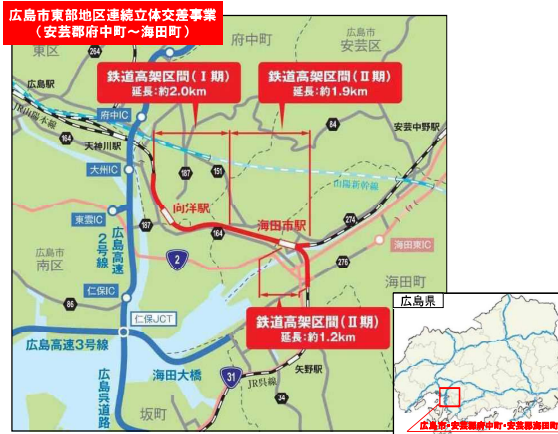 広島市東部地区連続立体交差事業
(安芸郡府中町〜海田町)
東区
264
府中町
広島市
安芸区
鉄道高架区間(Ⅰ期)
延長:約2.0km
鉄道高架区間(Ⅱ期)
延長:約1.9km
広島駅
JR山陽本線
府中IC
164
84
安芸中野駅
天神川駅
大州IC
187
151
山陽新幹線
向洋駅
東雲IC
187
164
海田市駅
274
海田東IC
広島市
南区
広島高速2号線
2
276
海田町
仁保IC
86
仁保JCT
鉄道高架区間(Ⅱ期)
延長:約1.2km
広島高速3号線
海田大橋
矢野駅
31
JR呉線
34
広島呉道路
坂町
広島県
広島市・安芸郡府中町・安芸郡海田町